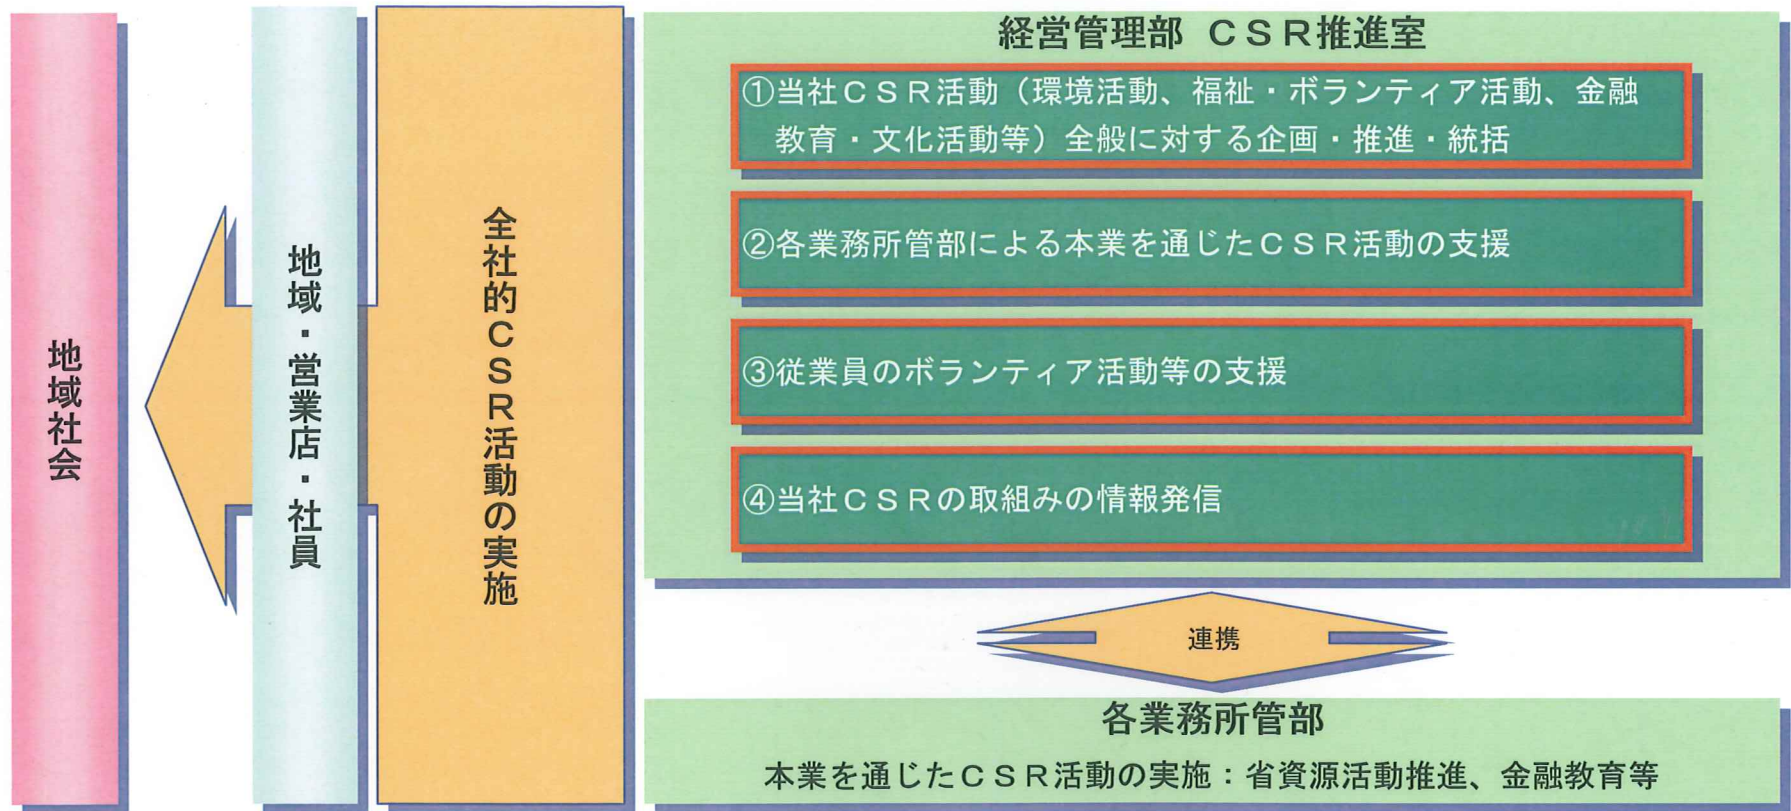 地域社会
地域・営業店・社員
全社的ＣＳＲ活動の実施
経営管理部 ＣＳＲ推進室
①当社ＣＳＲ活動（環境活動、福祉・ボランティア活動、金融
教育・文化活動等）全般に対する企画・推進・統括
②各業務所管部による本業を通じたＣＳＲ活動の支援
③従業員のボランティア活動等の支援
④当社ＣＳＲの取組みの情報発信
連携
各業務所管部
本業を通じたＣＳＲ活動の実施：省資源活動推進、金融教育等